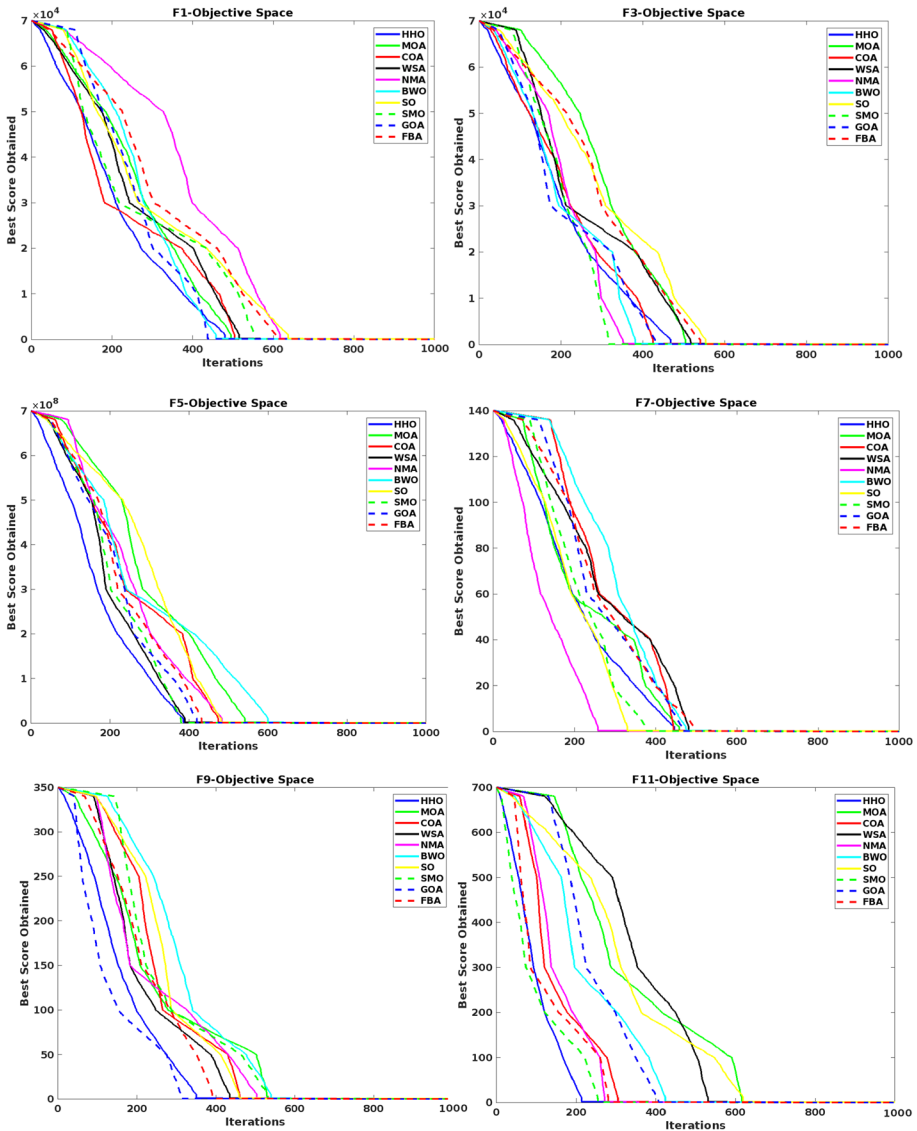 F1-Objective Space
×10⁴
Best Score Obtained
7
6
5
4
3
2
1
0
0 200 400 600 800 1000
Iterations
HHO
MOA
COA
WSA
NMA
BWO
SO
SMO
GOA
FBA
F3-Objective Space
×10⁴
Best Score Obtained
7
6
5
4
3
2
1
0
0 200 400 600 800 1000
Iterations
HHO
MOA
COA
WSA
NMA
BWO
SO
SMO
GOA
FBA
F5-Objective Space
×10⁸
Best Score Obtained
7
6
5
4
3
2
1
0
0 200 400 600 800 1000
Iterations
HHO
MOA
COA
WSA
NMA
BWO
SO
SMO
GOA
FBA
F7-Objective Space
Best Score Obtained
140
120
100
80
60
40
20
0
0 200 400 600 800 1000
Iterations
HHO
MOA
COA
WSA
NMA
BWO
SO
SMO
GOA
FBA
F9-Objective Space
Best Score Obtained
350
300
250
200
150
100
50
0
0 200 400 600 800 1000
Iterations
HHO
MOA
COA
WSA
NMA
BWO
SO
SMO
GOA
FBA
F11-Objective Space
Best Score Obtained
700
600
500
400
300
200
100
0
0 200 400 600 800 1000
Iterations
HHO
MOA
COA
WSA
NMA
BWO
SO
SMO
GOA
FBA